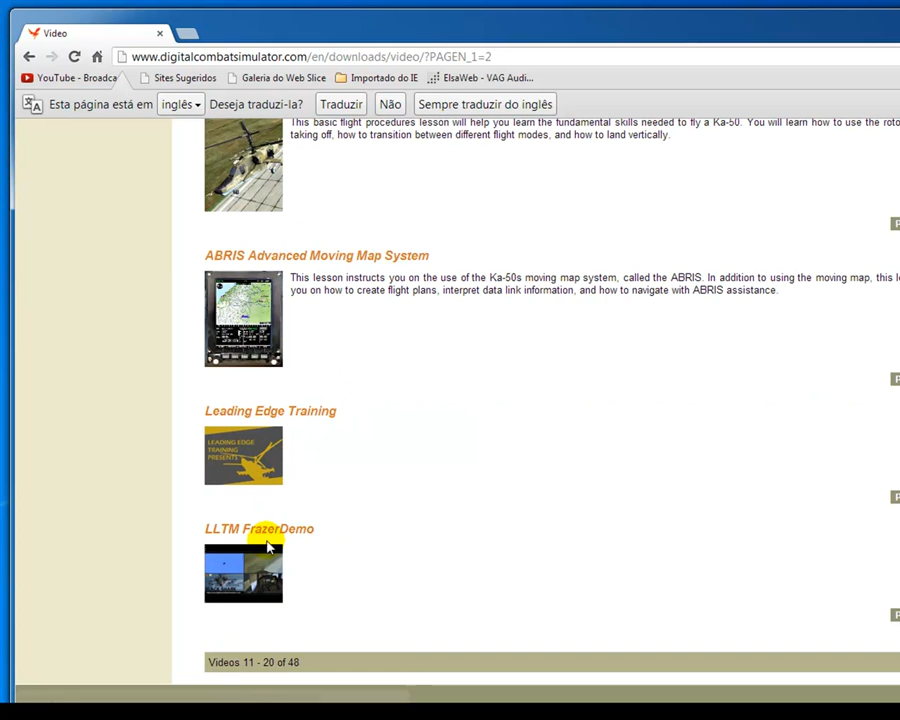 Video
www.digitalcombatsimulator.com/en/downloads/video/?PAGEN_1=2
YouTube - Broadca
Sites Sugeridos
Galeria do Web Slice
Importado do IE
ElsaWeb - VAG Audi...
Esta página está em inglês Deseja traduzi-la? Traduzir Não Sempre traduzir do inglês
This basic flight procedures lesson will help you learn the fundamental skills needed to fly a Ka-50. You will learn how to use the roto
taking off, how to transition between different flight modes, and how to land vertically.
ABRIS Advanced Moving Map System
This lesson instructs you on the use of the Ka-50s moving map system, called the ABRIS. In addition to using the moving map, this le
you on how to create flight plans, interpret data link information, and how to navigate with ABRIS assistance.
Leading Edge Training
LEADING EDGE
TRAINING
PRESENTS
LLTM FrazerDemo
Videos 11 - 20 of 48